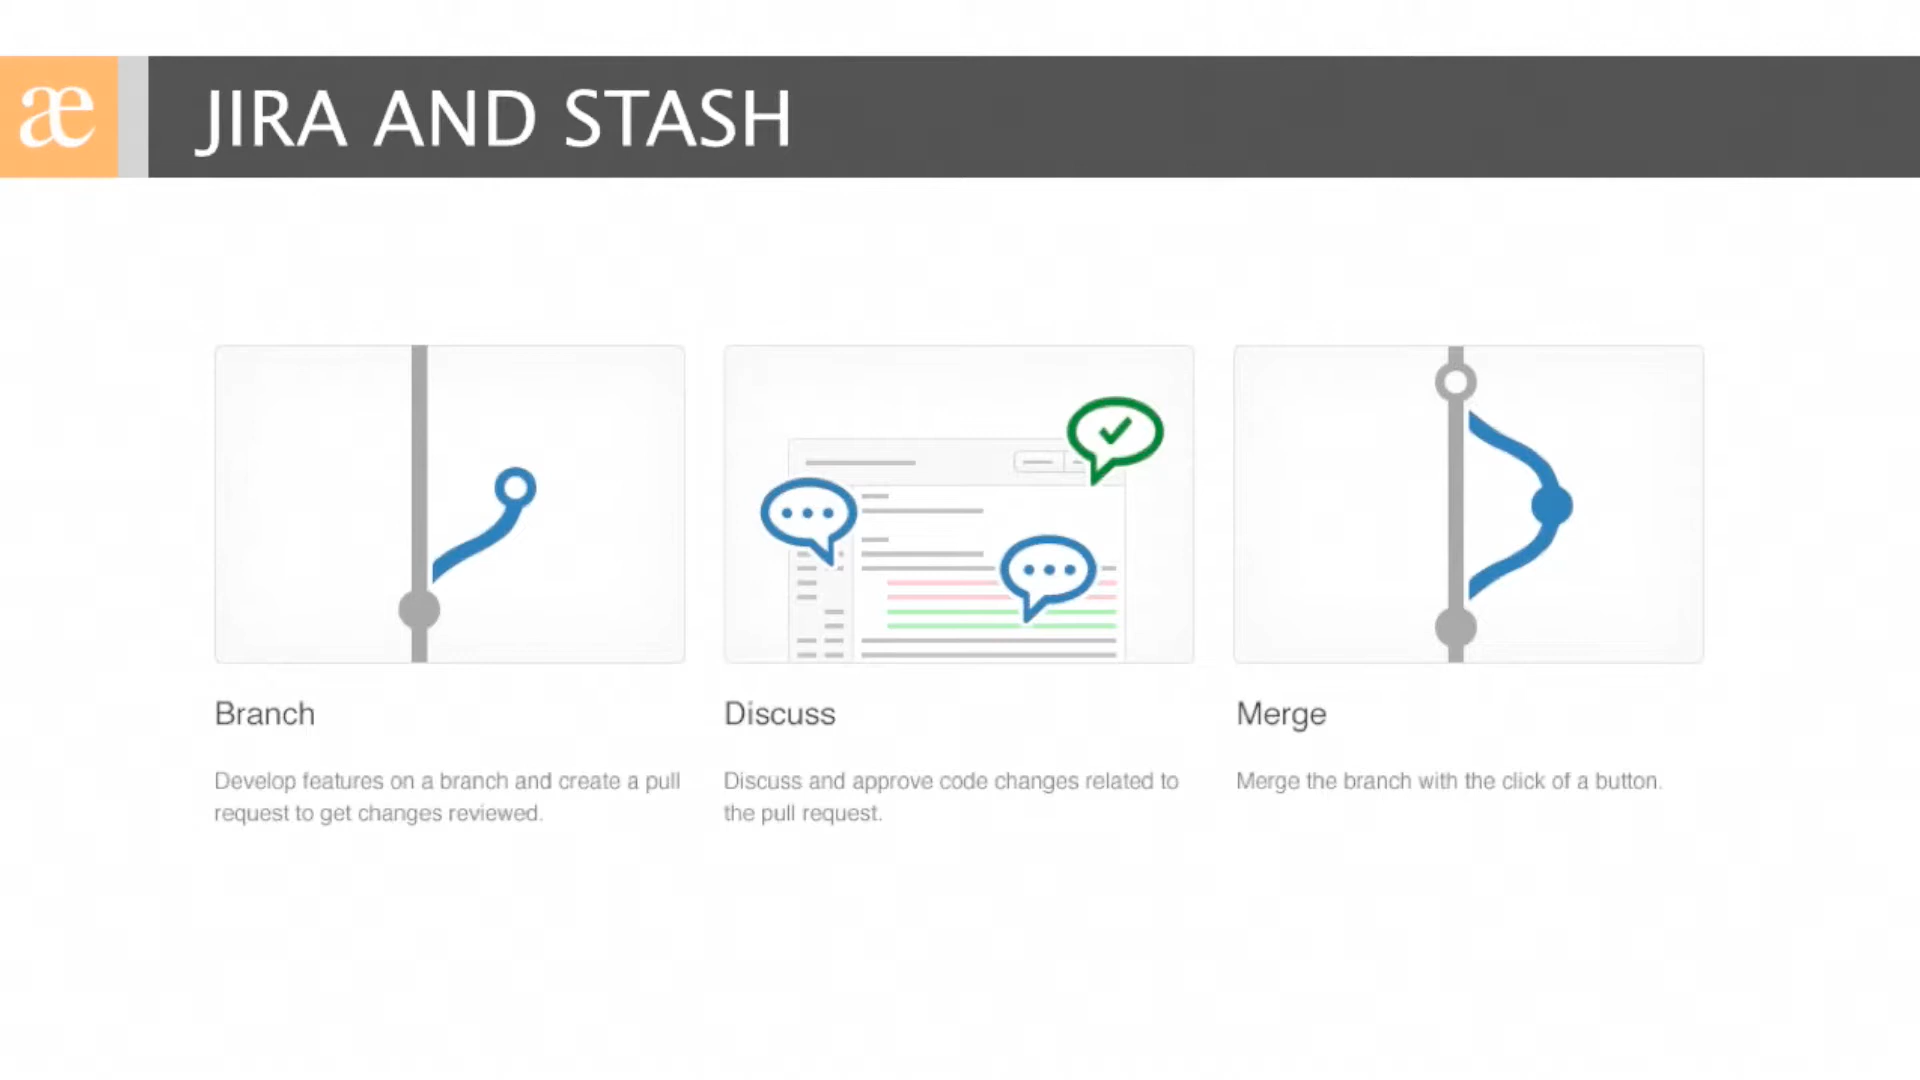 æ
JIRA AND STASH
Branch
Develop features on a branch and create a pull
request to get changes reviewed.
Discuss
Discuss and approve code changes related to
the pull request.
Merge
Merge the branch with the click of a button.